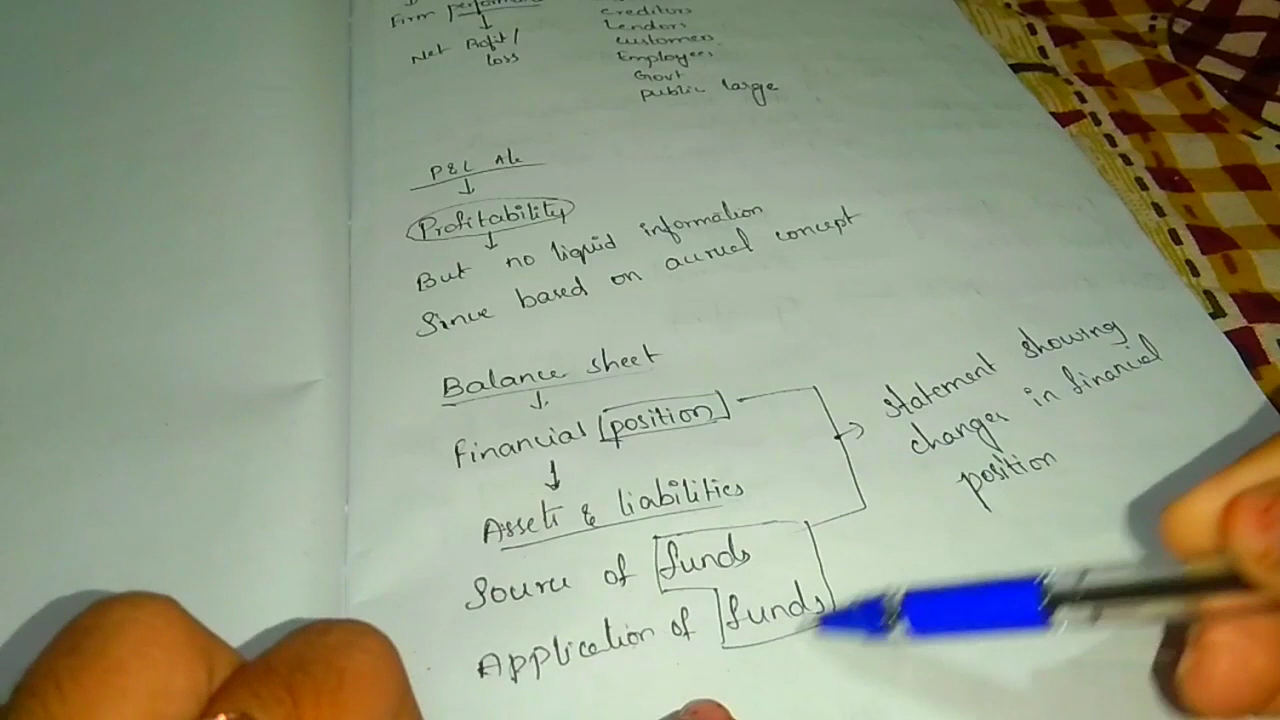 Firm
creditors
Lendors
customers
Employees
Govt
public large
Net Profit/
loss
P&L A/c
Profitability
But no liquid information
Since based on accrual concept
Balance sheet
financial position
Assets & liabilities
Source of funds
Application of funds
statement showing
changes in financial
position